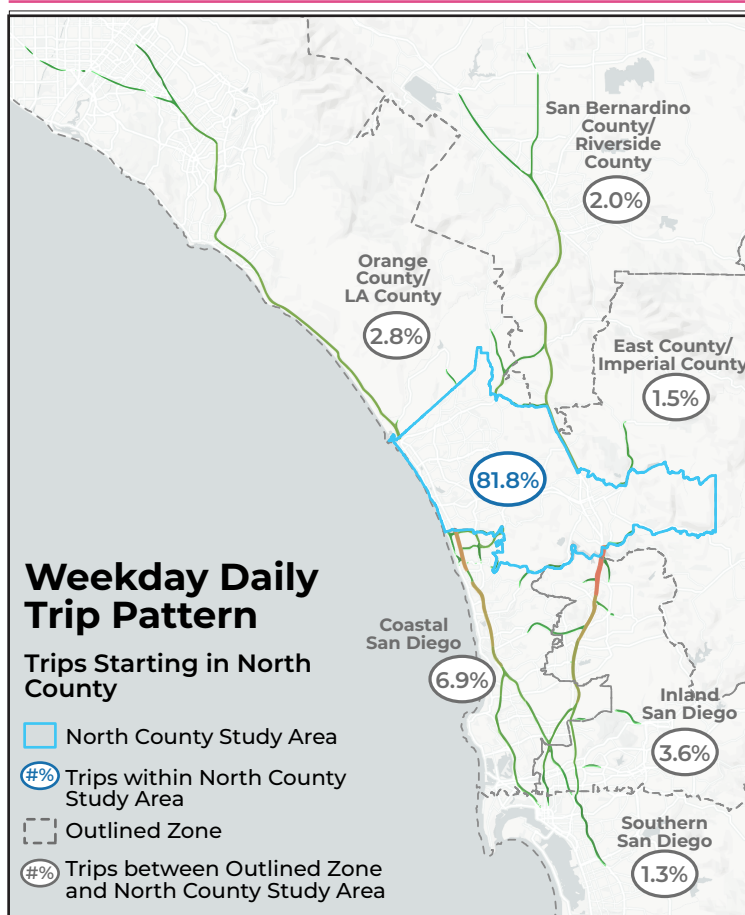 San Bernardino
County/
Riverside
County
2.0%
Orange
County/
LA County
2.8%
East County/
Imperial County
1.5%
81.8%
Weekday Daily
Trip Pattern
Trips Starting in North
County
Coastal
San Diego
6.9%
Inland
San Diego
3.6%
Southern
San Diego
1.3%
North County Study Area
#% Trips within North County
Study Area
Outlined Zone
#% Trips between Outlined Zone
and North County Study Area